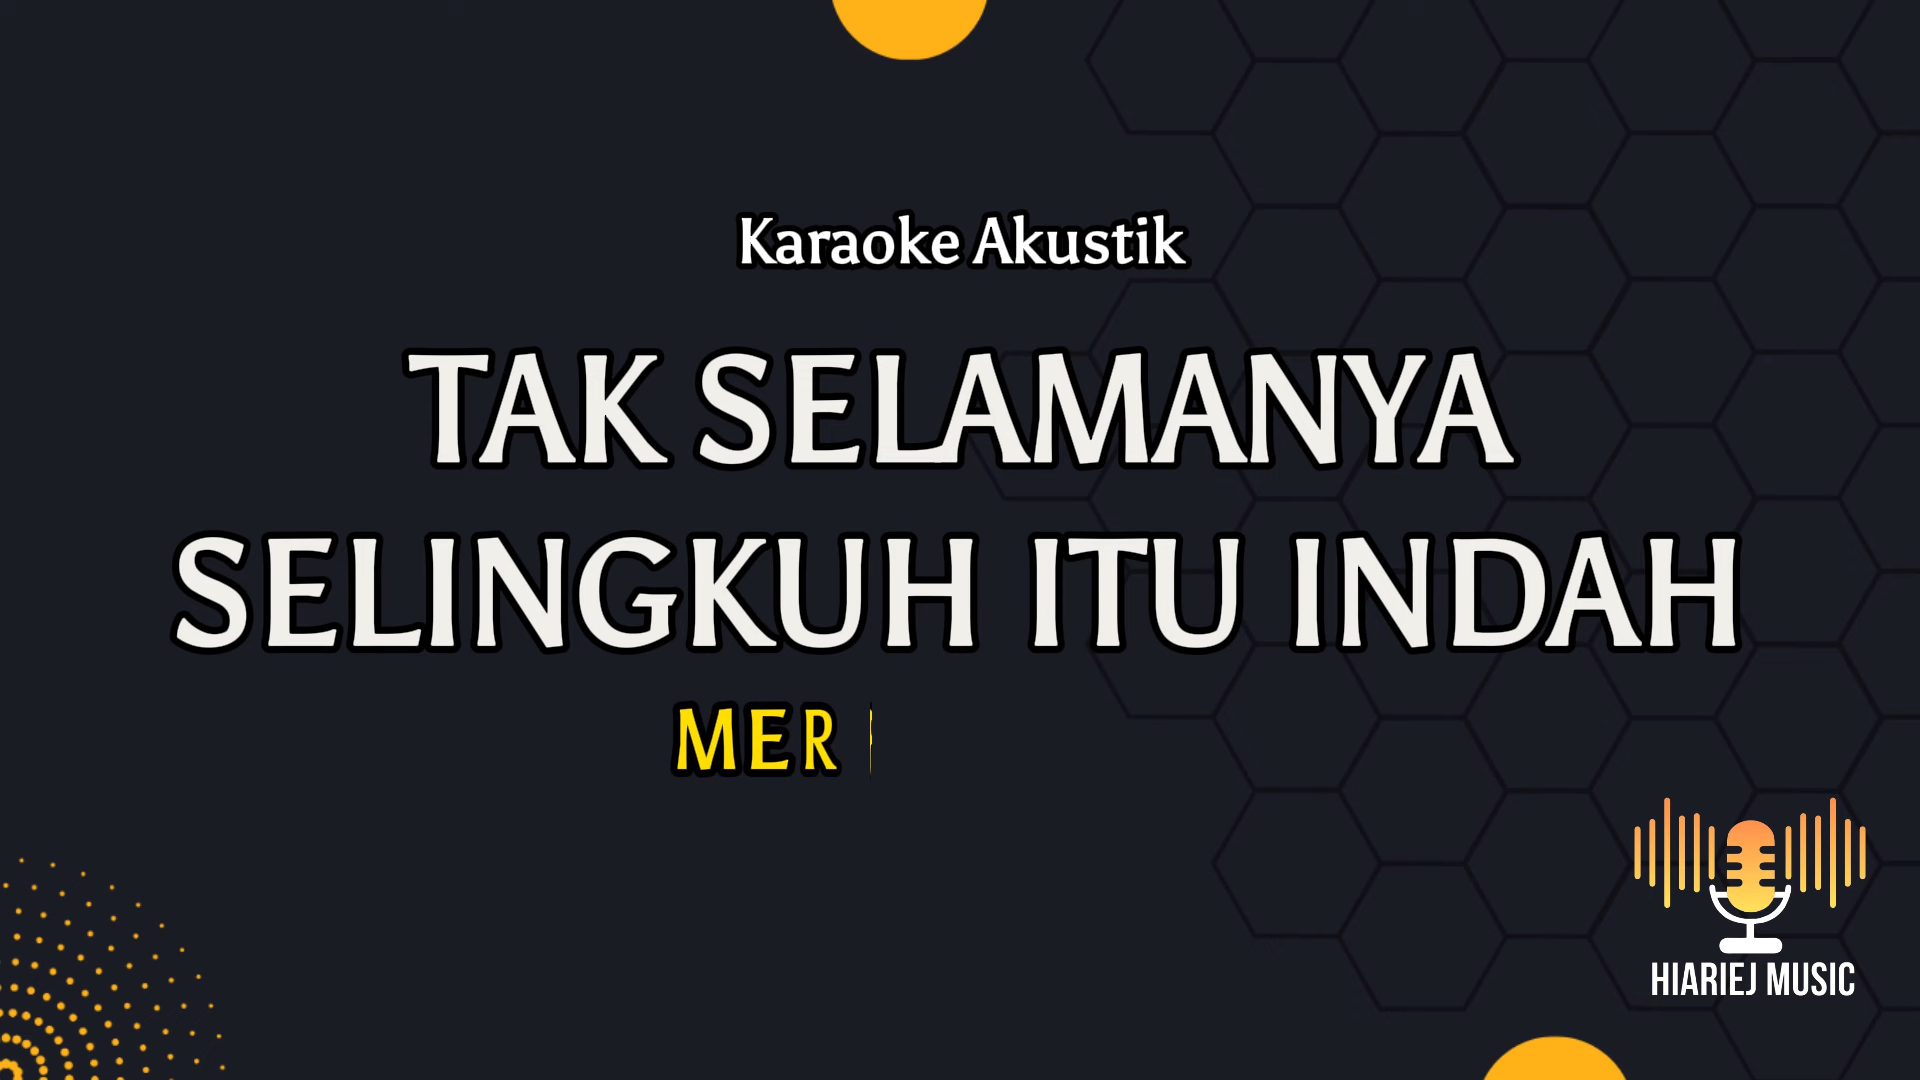 Karaoke Akustik
TAK SELAMANYA
SELINGKUH ITU INDAH
MER
HIARIEJ MUSIC